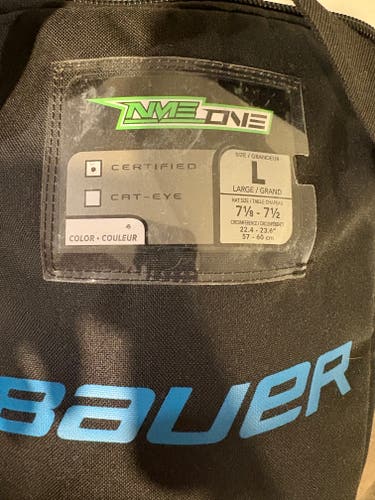 NME ONE
CERTIFIED
CAT-EYE
COLOR • COULEUR
SIZE / GRANDEUR
L
LARGE / GRAND
HAT SIZE / TAILLE CHAPEAU
7⅛ - 7½
CIRCUMFERENCE / CIRCONFÉRENCE
22.4 - 23.6"
57 - 60 cm
BAUER